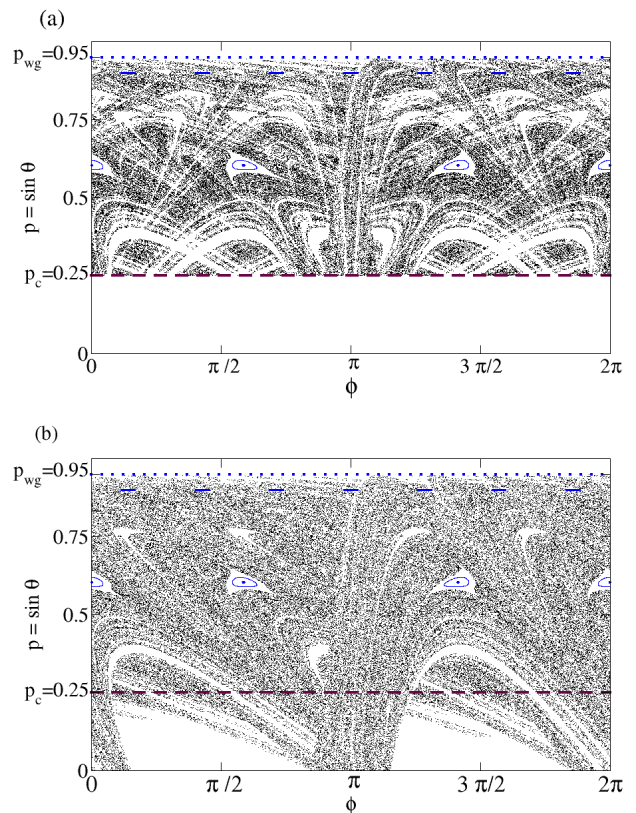 (a)
p_wg=0.95
0.75
0.5
p_c=0.25
0
p = sin θ
0 π/2 π 3π/2 2π
ϕ
(b)
p_wg=0.95
0.75
0.5
p_c=0.25
0
p = sin θ
0 π/2 π 3π/2 2π
ϕ